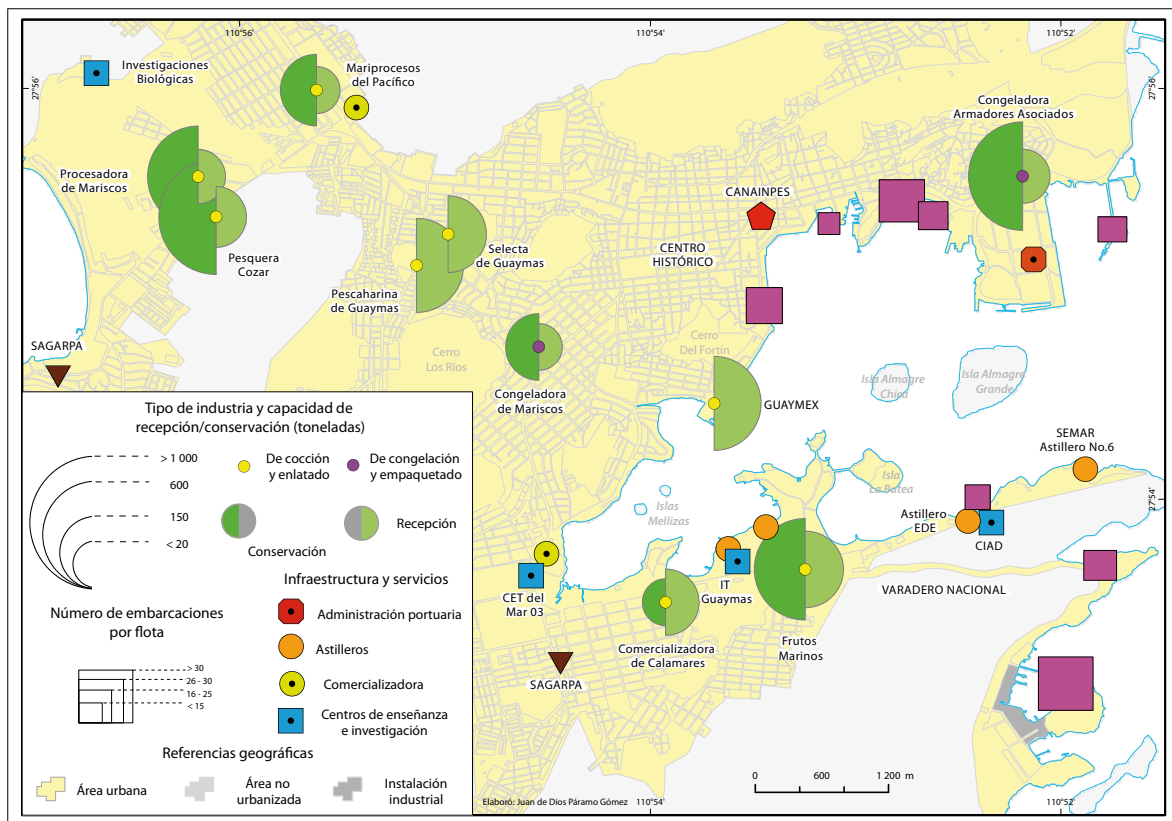 110°56'
110°54'
110°52'
27°56'
27°56'
Investigaciones
Biológicas
Mariprocesos
del Pacífico
Congeladora
Armadores Asociados
Procesadora
de Mariscos
CANAINPES
Pesquera
Cozar
Selecta
de Guaymas
CENTRO
HISTÓRICO
Pescaharina
de Guaymas
SAGARPA
Cerro
Los Ríos
Cerro
Del Fortín
Isla Almagre
Chica
Isla Almagre
Grande
Congeladora
de Mariscos
GUAYMEX
SEMAR
Astillero No.6
Isla
La Batea
Islas
Mellizas
27°54'
Astillero
EDE
CIAD
CET del
Mar 03
IT
Guaymas
VARADERO NACIONAL
Comercializadora
de Calamares
Frutos
Marinos
SAGARPA
Tipo de industria y capacidad de
recepción/conservación (toneladas)
> 1 000
600
150
< 20
De cocción
y enlatado
De congelación
y empaquetado
Recepción
Conservación
Infraestructura y servicios
Número de embarcaciones
por flota
> 30
26 - 30
16 - 25
< 15
Administración portuaria
Astilleros
Comercializadora
Centros de enseñanza
e investigación
Referencias geográficas
Área urbana
Área no
urbanizada
Instalación
industrial
0
600
1 200 m
Elaboró: Juan de Dios Páramo Gómez
110°54'
110°52'